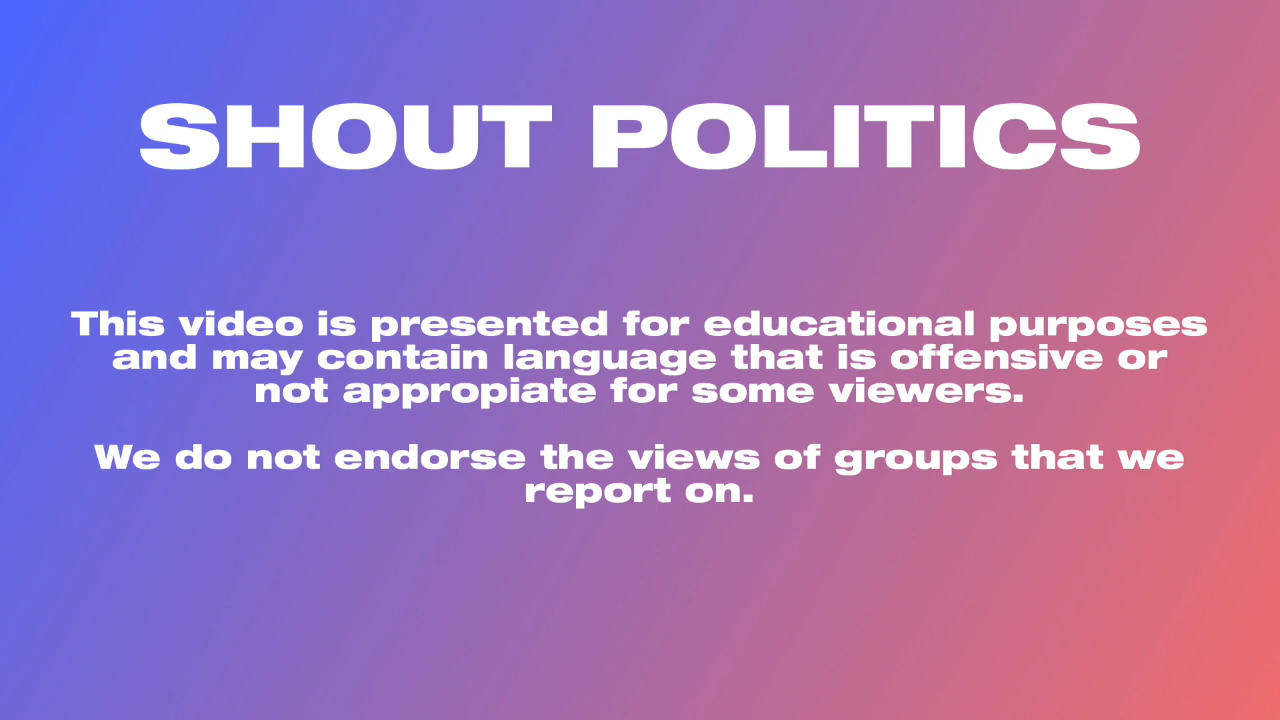 SHOUT POLITICS
This video is presented for educational purposes
and may contain language that is offensive or
not appropiate for some viewers.
We do not endorse the views of groups that we
report on.